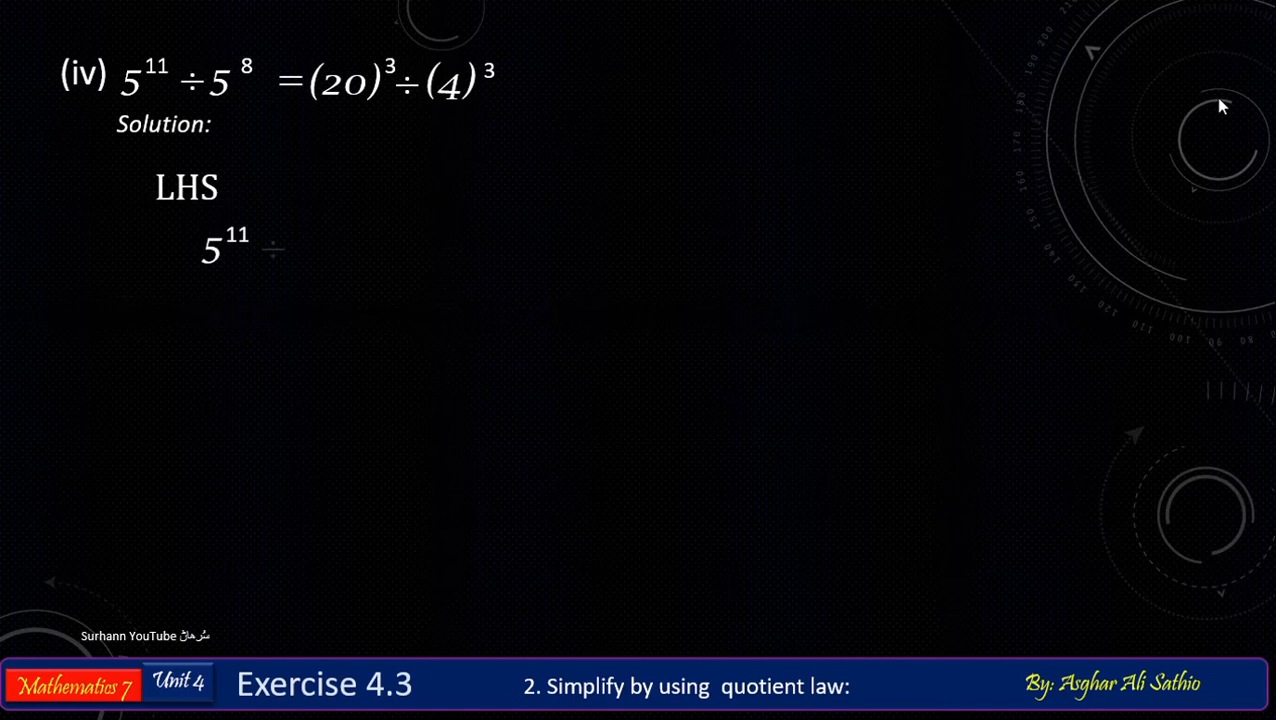 (iv) 5¹¹ ÷ 5⁸ = (20)³ ÷ (4)³
Solution:
LHS
5¹¹ ÷
Surhann YouTube سُرهاڻ
Mathematics 7 Unit 4 Exercise 4.3 2. Simplify by using quotient law: By: Asghar Ali Sathio